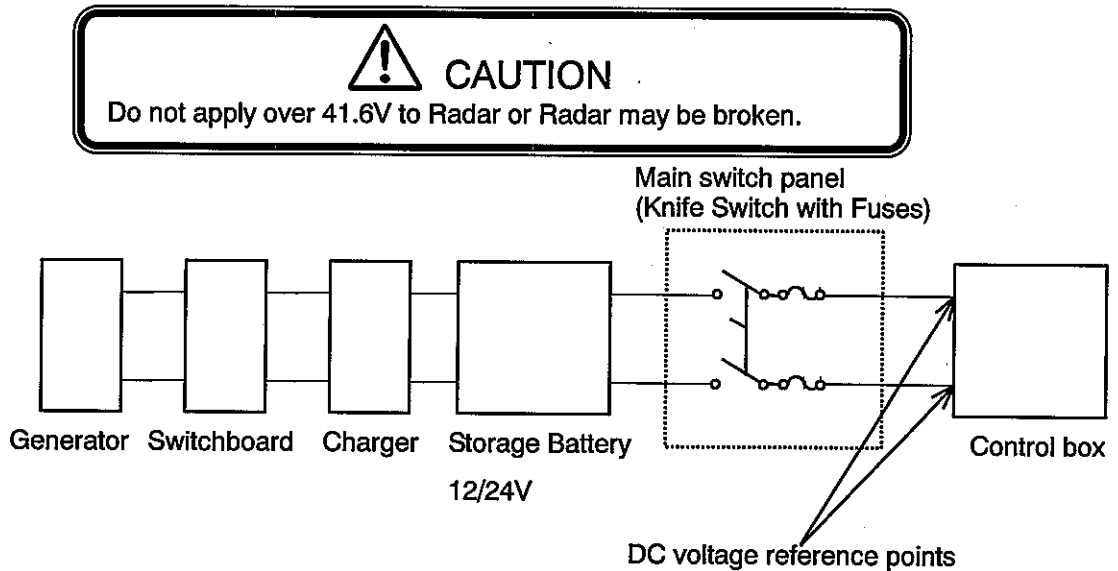 CAUTION
Do not apply over 41.6V to Radar or Radar may be broken.
Main switch panel
(Knife Switch with Fuses)
Generator Switchboard Charger Storage Battery
12/24V
Control box
DC voltage reference points